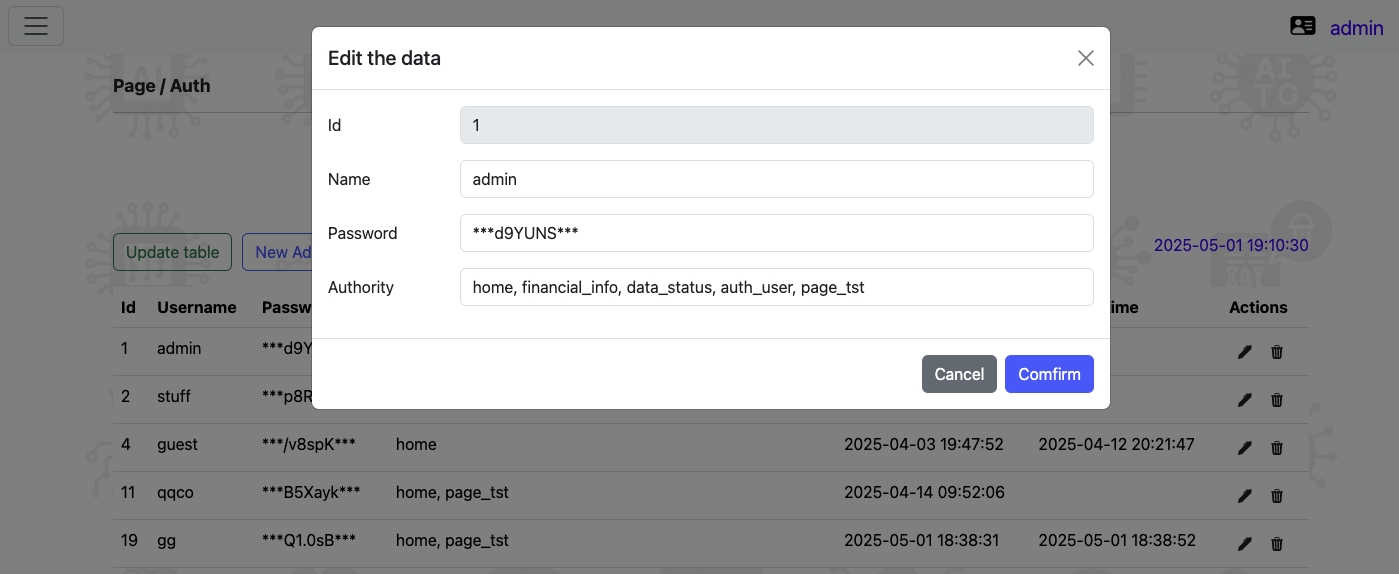 admin
Edit the data
Page / Auth
Id 1
Name admin
Password ***d9YUNS***
Authority home, financial_info, data_status, auth_user, page_tst
Cancel Comfirm
AI
TG
Update table New Ad 2025-05-01 19:10:30
Id Username Passw ime Actions
1 admin ***d9Y
2 stuff ***p8R
4 guest ***/v8spK*** home 2025-04-03 19:47:52 2025-04-12 20:21:47
11 qqco ***B5Xayk*** home, page_tst 2025-04-14 09:52:06
19 gg ***Q1.0sB*** home, page_tst 2025-05-01 18:38:31 2025-05-01 18:38:52